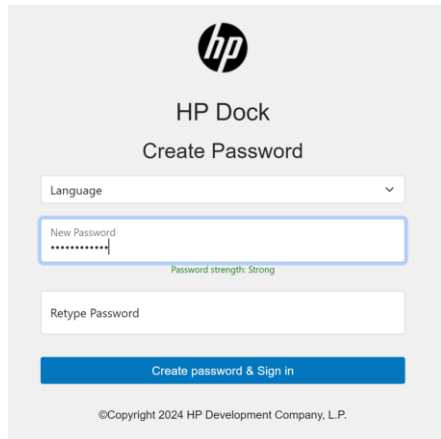 hp
HP Dock
Create Password
Language
New Password
••••••••••••
Password strength: Strong
Retype Password
Create password & Sign in
©Copyright 2024 HP Development Company, L.P.